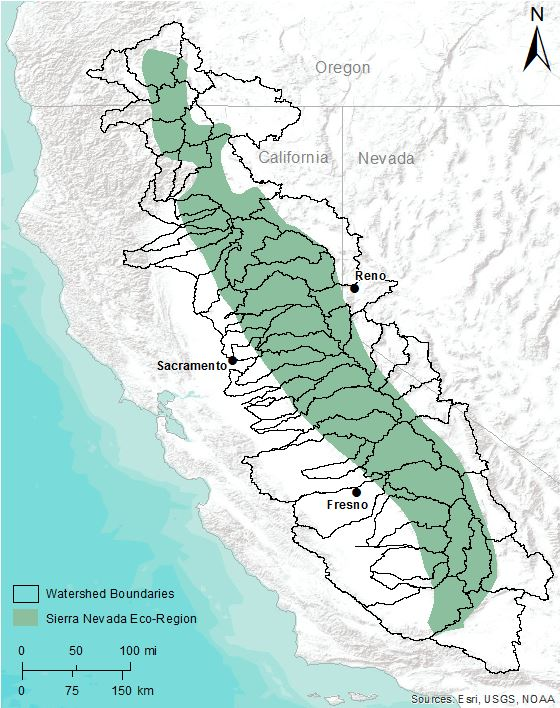 N
Oregon
California Nevada
Reno
Sacramento
Fresno
Watershed Boundaries
Sierra Nevada Eco-Region
0 50 100 mi
0 75 150 km
Sources: Esri, USGS, NOAA